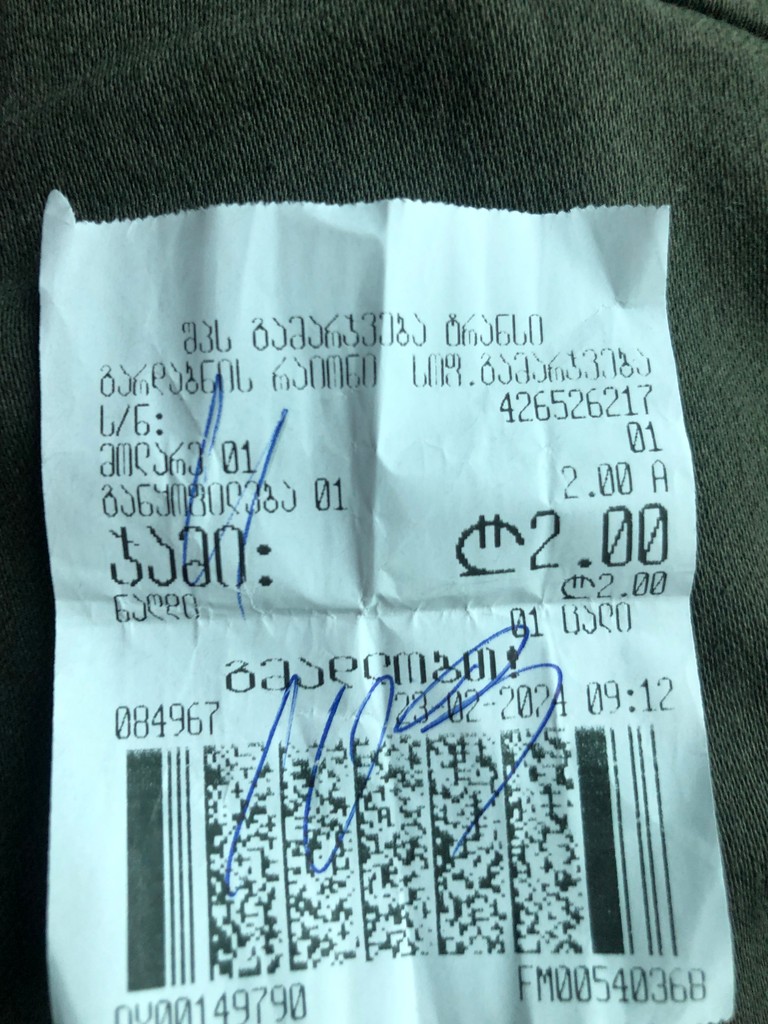 შპს გამარჯვება ტრანსი
გარდაბნის რაიონი სოფ.გამარჯვება
ს/ნ: 426526217
მოლარე 01 01
განყოფილება 01 2.00 A
ჯამი: ₾2.00
ნაღდი ₾2.00
01 ცალი
გმადლობთ!
084967 23-02-2024 09:12
00149790 FM00540368